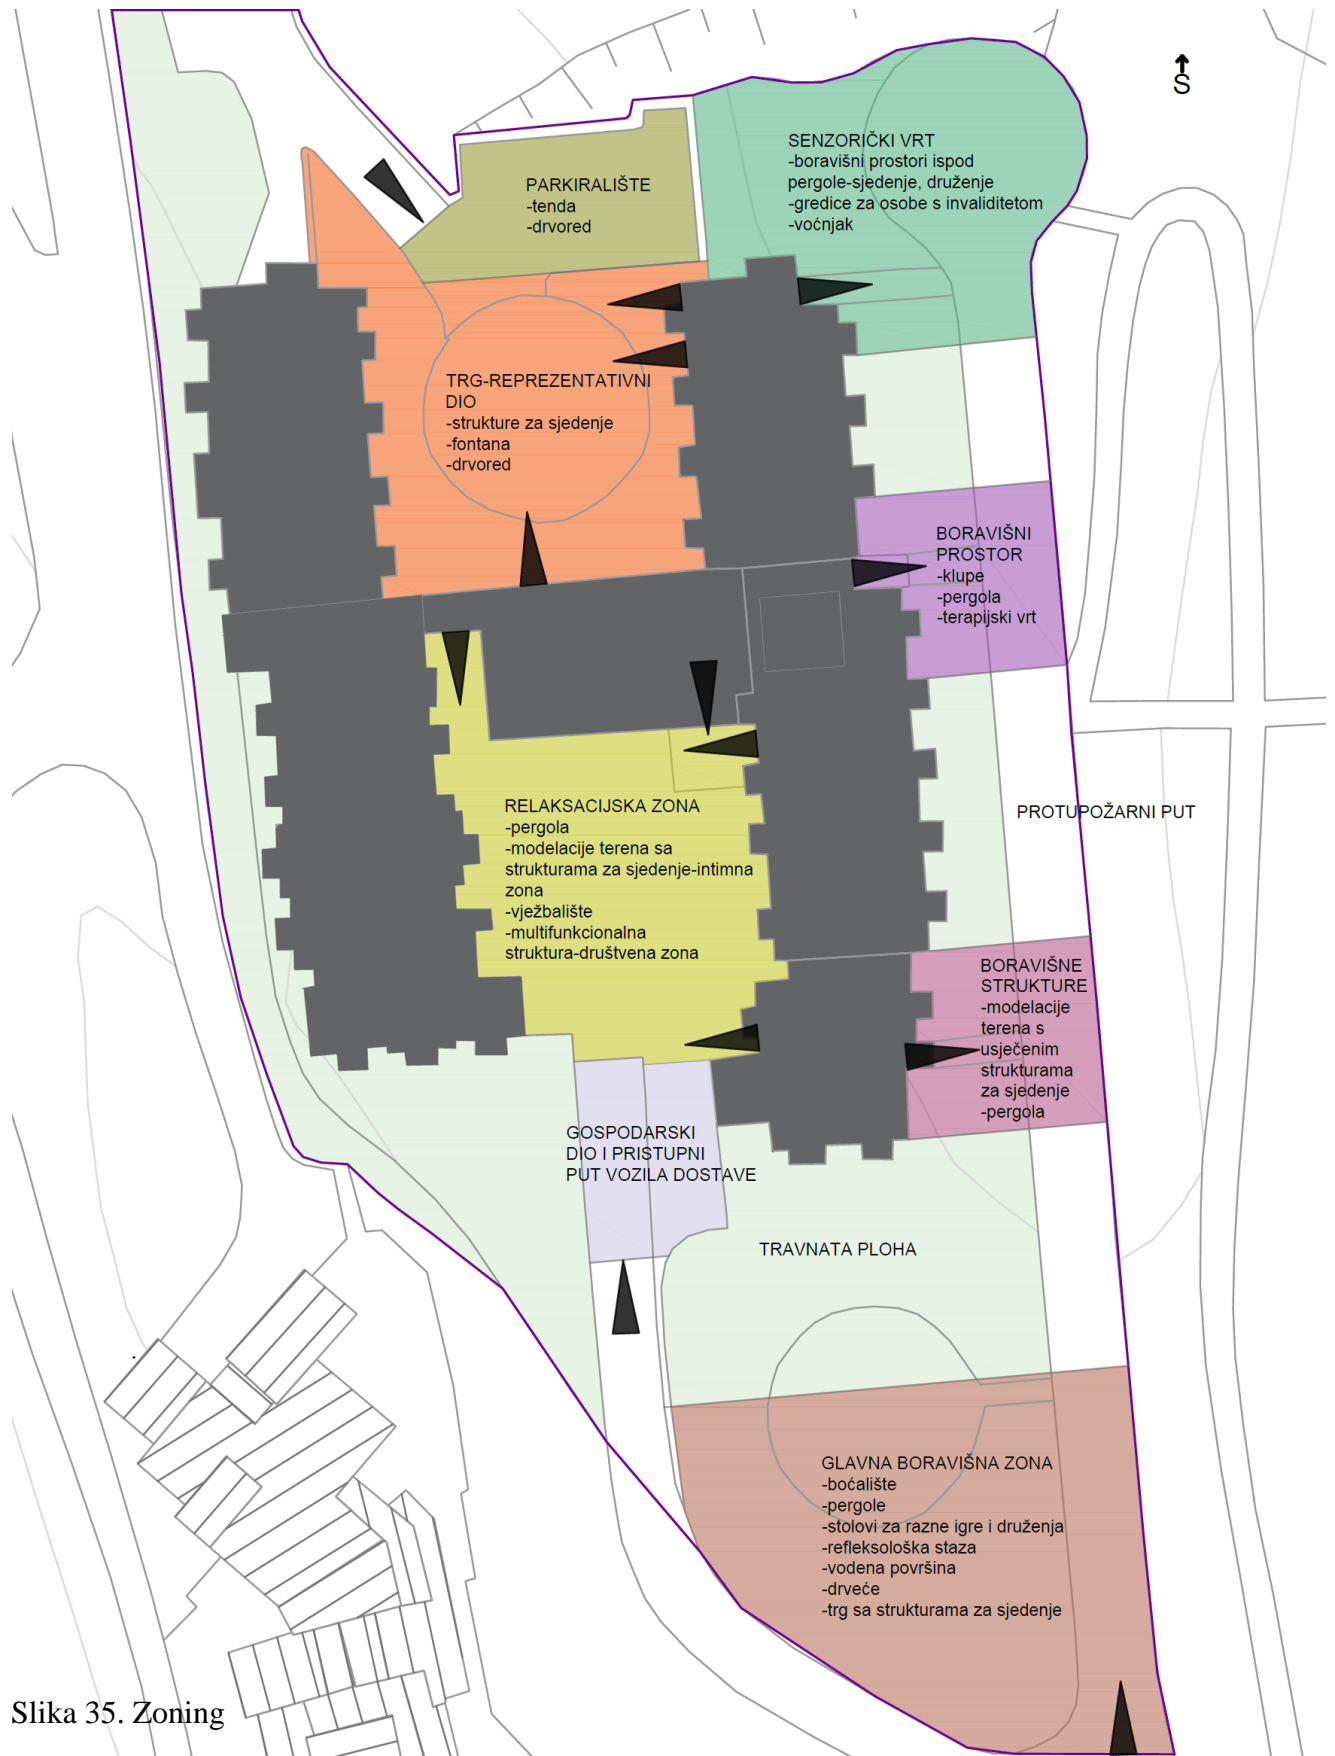 S
SENZORIČKI VRT
-boravišni prostori ispod
pergole-sjedenje, druženje
-gredice za osobe s invaliditetom
-voćnjak
PARKIRALIŠTE
-tenda
-drvored
TRG-REPREZENTATIVNI
DIO
-strukture za sjedenje
-fontana
-drvored
BORAVIŠNI
PROSTOR
-klupe
-pergola
-terapijski vrt
RELAKSACIJSKA ZONA
-pergola
-modelacije terena sa
strukturama za sjedenje-intimna
zona
-vježbalište
-multifunkcionalna
struktura-društvena zona
PROTUPOŽARNI PUT
BORAVIŠNE
STRUKTURE
-modelacije
terena s
usječenim
strukturama
za sjedenje
-pergola
GOSPODARSKI
DIO I PRISTUPNI
PUT VOZILA DOSTAVE
TRAVNATA PLOHA
GLAVNA BORAVIŠNA ZONA
-boćalište
-pergole
-stolovi za razne igre i druženja
-refleksološka staza
-vodena površina
-drveće
-trg sa strukturama za sjedenje
Slika 35. Zoning